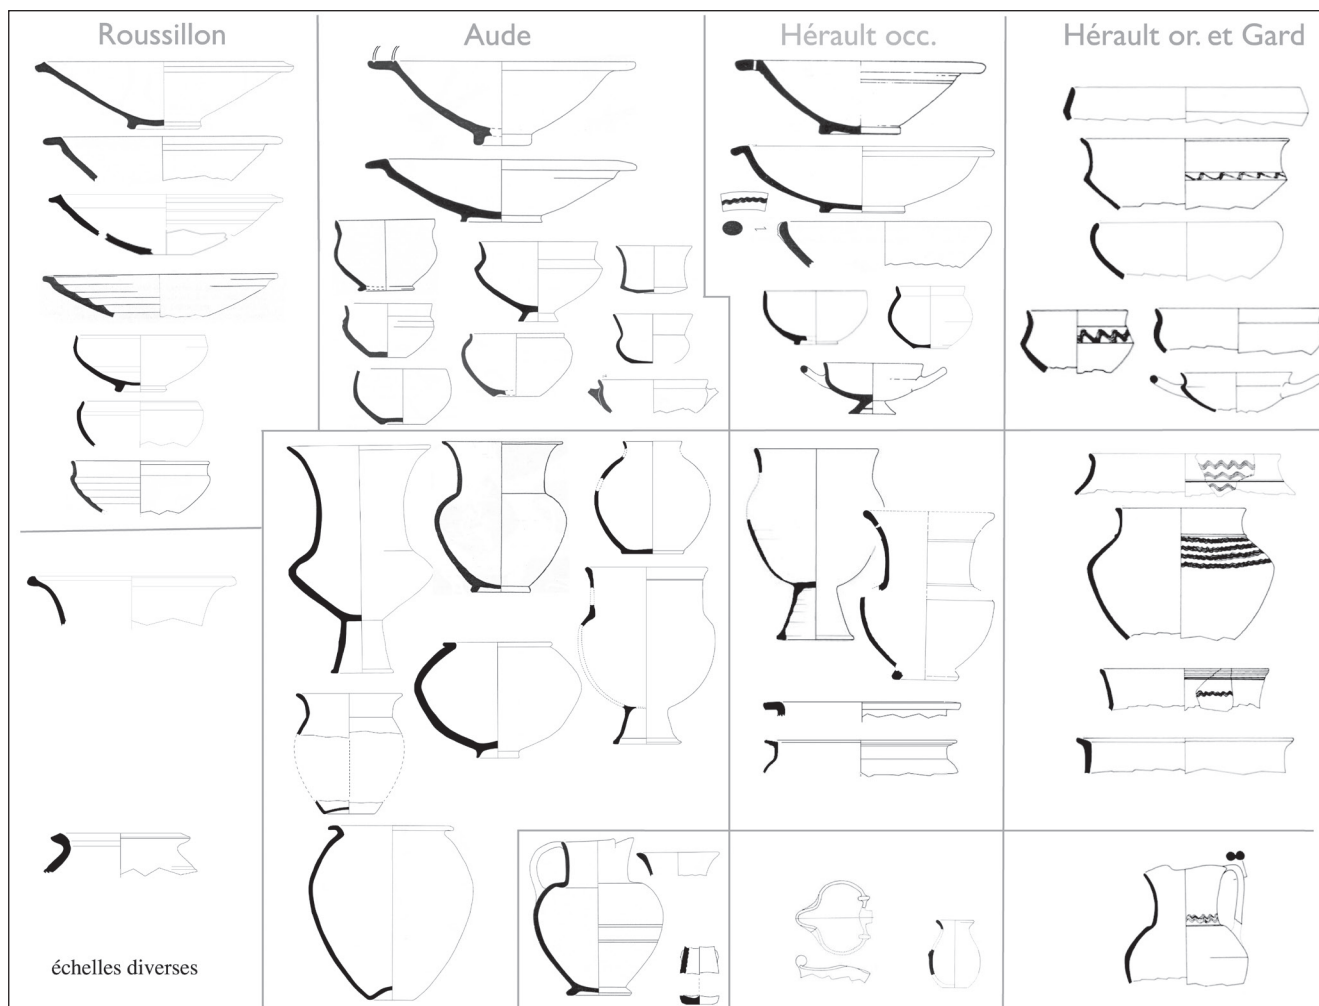 Roussillon
Aude
Hérault occ.
Hérault or. et Gard
échelles diverses